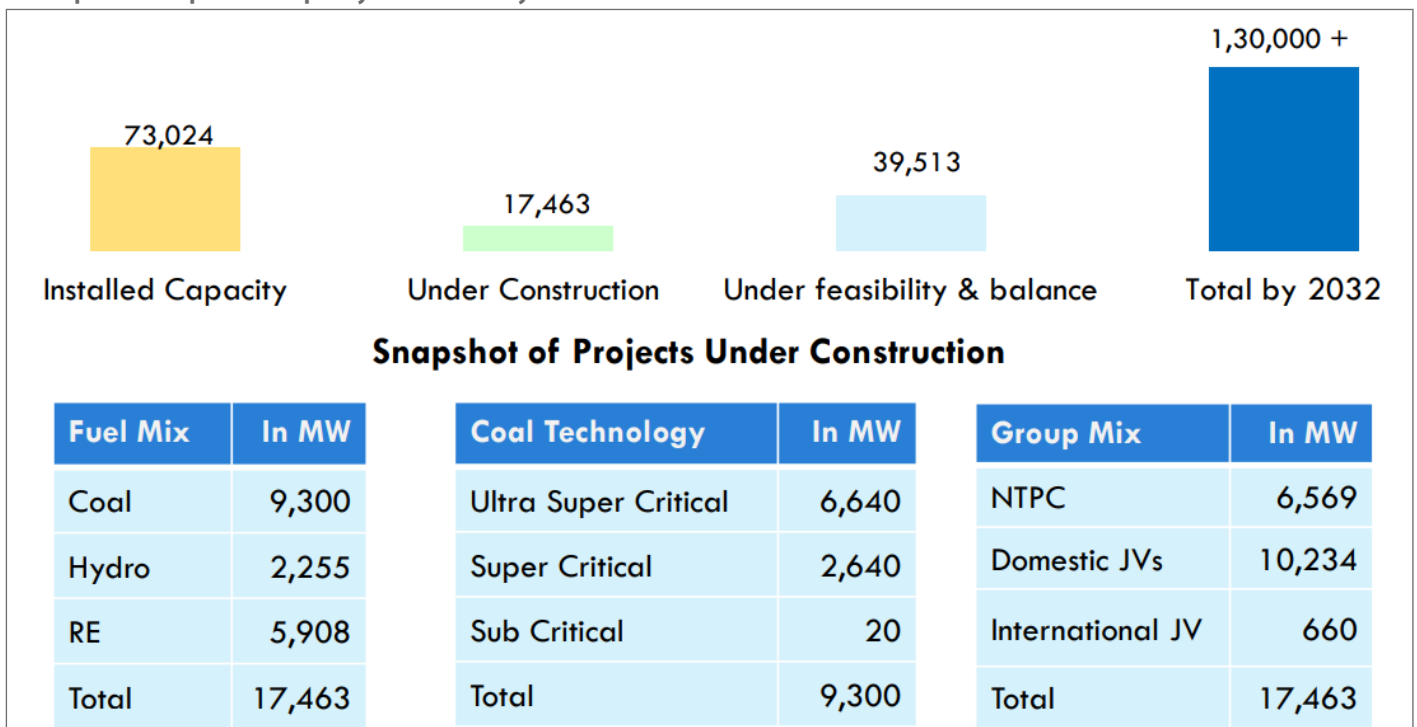 1,30,000 +
73,024
39,513
17,463
Installed Capacity
Under Construction
Under feasibility & balance
Total by 2032
Snapshot of Projects Under Construction
Fuel Mix In MW
Coal 9,300
Hydro 2,255
RE 5,908
Total 17,463
Coal Technology In MW
Ultra Super Critical 6,640
Super Critical 2,640
Sub Critical 20
Total 9,300
Group Mix In MW
NTPC 6,569
Domestic JVs 10,234
International JV 660
Total 17,463